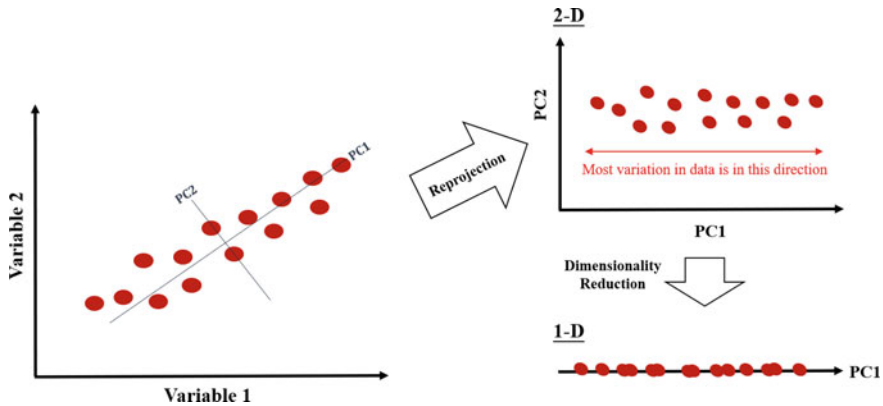 Variable 2
PC2
PC1
Variable 1
Reprojection
2-D
PC2
Most variation in data is in this direction
PC1
Dimensionality
Reduction
1-D
PC1